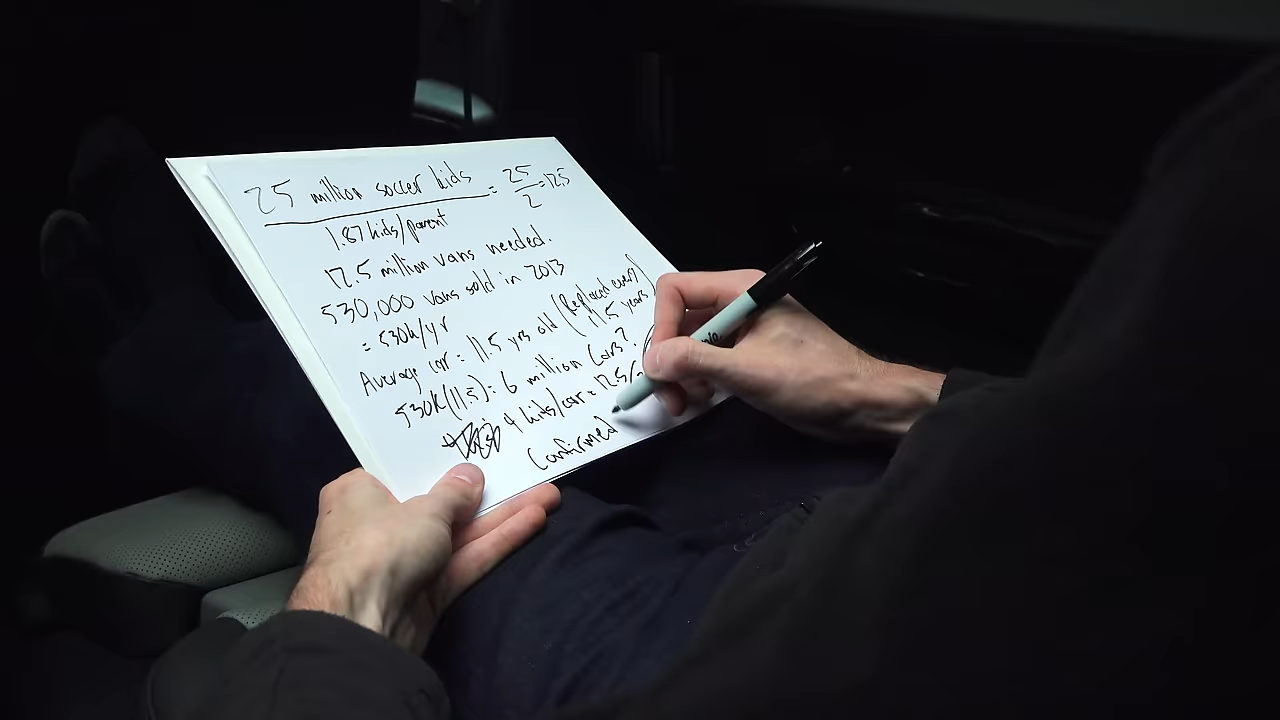 25 million soccer kids = 25/2 = 12.5
1.87 kids/parent
12.5 million vans needed.
530,000 vans sold in 2013
= 530k/yr
Average car = 11.5 yrs old (Replaced every 11.5 years)
530k(11.5) = 6 million cars?
4 kids/car = 12.5/
Confirmed